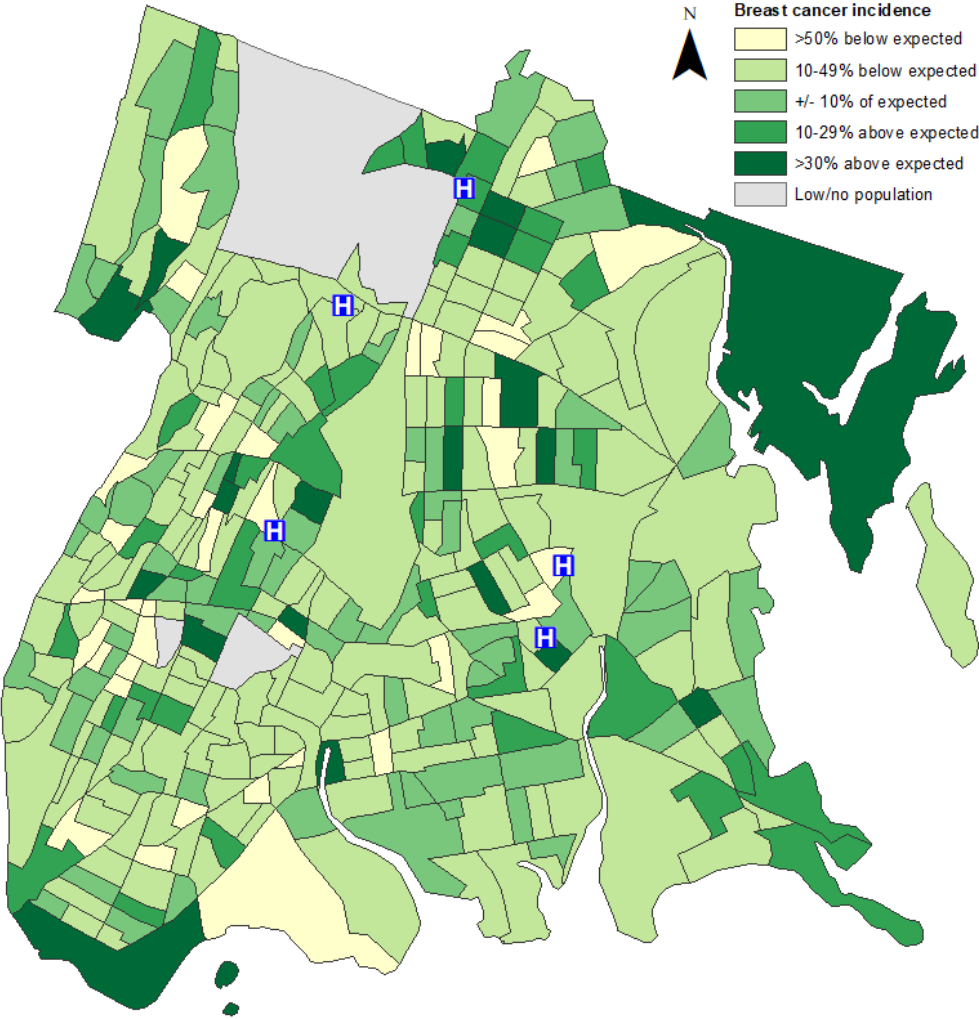 N
Breast cancer incidence
>50% below expected
10-49% below expected
+/- 10% of expected
10-29% above expected
>30% above expected
Low/no population
H
H
H
H
H